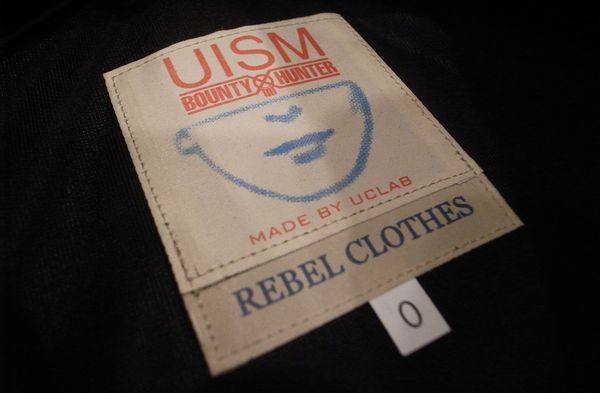 UISM
BOUNTY HUNTER
MADE BY UCLAB
REBEL CLOTHES
0